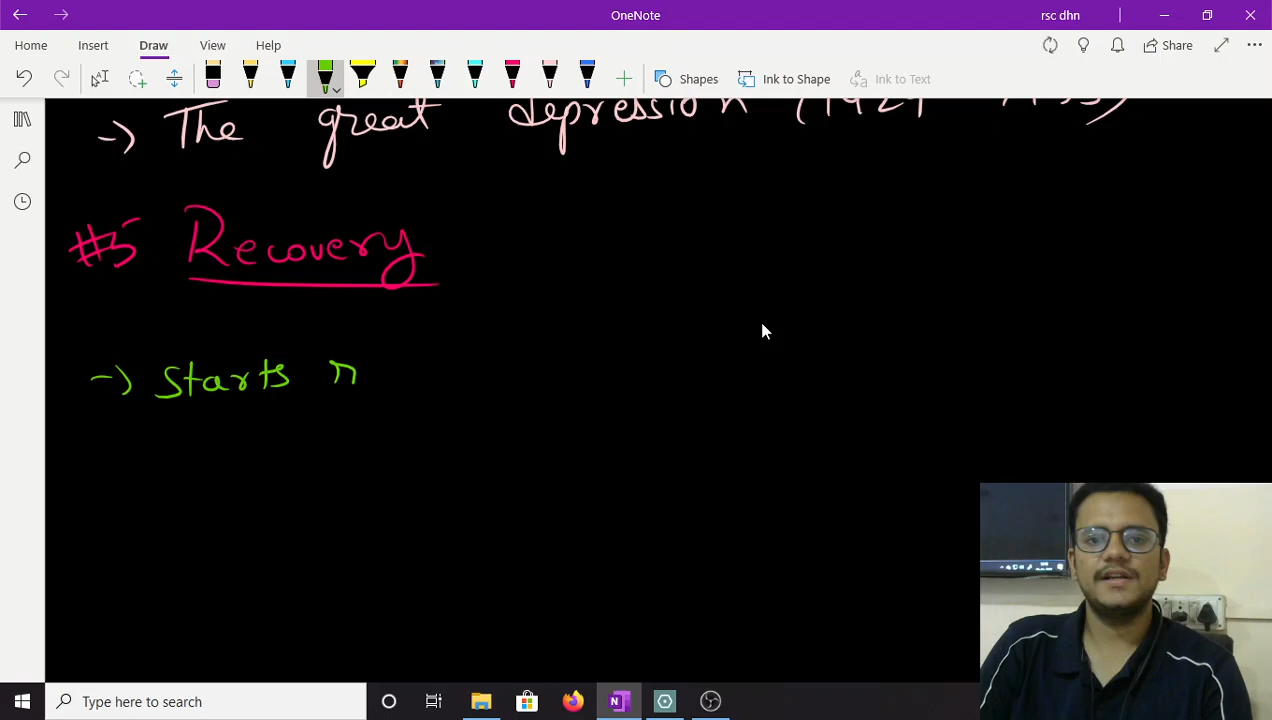 OneNote
rsc dhn
Home Insert Draw View Help
Share
Shapes Ink to Shape Ink to Text
-> The great depression
#5 Recovery
-> Starts
Type here to search